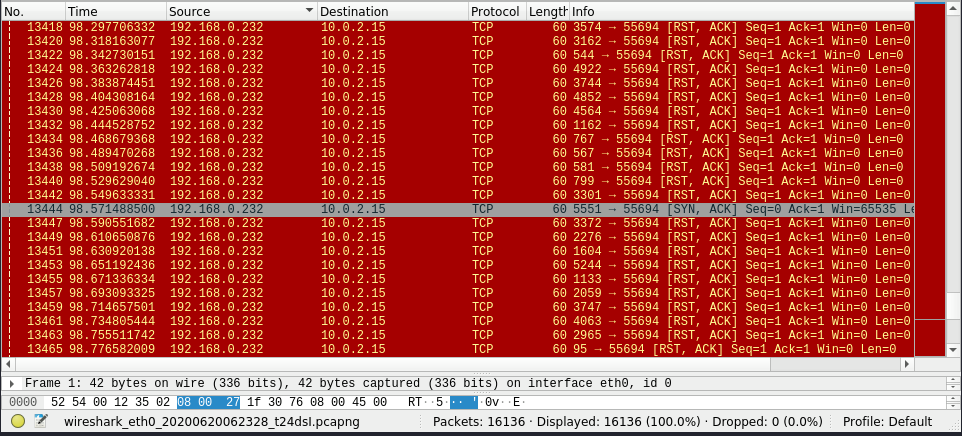 No. Time Source Destination Protocol Length Info
13418 98.297706332 192.168.0.232 10.0.2.15 TCP 60 3574 → 55694 [RST, ACK] Seq=1 Ack=1 Win=0 Len=0
13420 98.318163077 192.168.0.232 10.0.2.15 TCP 60 3162 → 55694 [RST, ACK] Seq=1 Ack=1 Win=0 Len=0
13422 98.342730151 192.168.0.232 10.0.2.15 TCP 60 544 → 55694 [RST, ACK] Seq=1 Ack=1 Win=0 Len=0
13424 98.363262818 192.168.0.232 10.0.2.15 TCP 60 4922 → 55694 [RST, ACK] Seq=1 Ack=1 Win=0 Len=0
13426 98.383874451 192.168.0.232 10.0.2.15 TCP 60 3744 → 55694 [RST, ACK] Seq=1 Ack=1 Win=0 Len=0
13428 98.404308164 192.168.0.232 10.0.2.15 TCP 60 4852 → 55694 [RST, ACK] Seq=1 Ack=1 Win=0 Len=0
13430 98.425063068 192.168.0.232 10.0.2.15 TCP 60 4564 → 55694 [RST, ACK] Seq=1 Ack=1 Win=0 Len=0
13432 98.444528752 192.168.0.232 10.0.2.15 TCP 60 1162 → 55694 [RST, ACK] Seq=1 Ack=1 Win=0 Len=0
13434 98.468679368 192.168.0.232 10.0.2.15 TCP 60 767 → 55694 [RST, ACK] Seq=1 Ack=1 Win=0 Len=0
13436 98.489470268 192.168.0.232 10.0.2.15 TCP 60 567 → 55694 [RST, ACK] Seq=1 Ack=1 Win=0 Len=0
13438 98.509192674 192.168.0.232 10.0.2.15 TCP 60 581 → 55694 [RST, ACK] Seq=1 Ack=1 Win=0 Len=0
13440 98.529629040 192.168.0.232 10.0.2.15 TCP 60 799 → 55694 [RST, ACK] Seq=1 Ack=1 Win=0 Len=0
13442 98.549633331 192.168.0.232 10.0.2.15 TCP 60 3301 → 55694 [RST, ACK] Seq=1 Ack=1 Win=0 Len=0
13444 98.571488500 192.168.0.232 10.0.2.15 TCP 60 5551 → 55694 [SYN, ACK] Seq=0 Ack=1 Win=65535 Le
13447 98.590551682 192.168.0.232 10.0.2.15 TCP 60 3372 → 55694 [RST, ACK] Seq=1 Ack=1 Win=0 Len=0
13449 98.610650876 192.168.0.232 10.0.2.15 TCP 60 2276 → 55694 [RST, ACK] Seq=1 Ack=1 Win=0 Len=0
13451 98.630920138 192.168.0.232 10.0.2.15 TCP 60 1604 → 55694 [RST, ACK] Seq=1 Ack=1 Win=0 Len=0
13453 98.651192436 192.168.0.232 10.0.2.15 TCP 60 5244 → 55694 [RST, ACK] Seq=1 Ack=1 Win=0 Len=0
13455 98.671336334 192.168.0.232 10.0.2.15 TCP 60 1133 → 55694 [RST, ACK] Seq=1 Ack=1 Win=0 Len=0
13457 98.693093325 192.168.0.232 10.0.2.15 TCP 60 2059 → 55694 [RST, ACK] Seq=1 Ack=1 Win=0 Len=0
13459 98.714657501 192.168.0.232 10.0.2.15 TCP 60 3747 → 55694 [RST, ACK] Seq=1 Ack=1 Win=0 Len=0
13461 98.734805444 192.168.0.232 10.0.2.15 TCP 60 4063 → 55694 [RST, ACK] Seq=1 Ack=1 Win=0 Len=0
13463 98.755511742 192.168.0.232 10.0.2.15 TCP 60 2965 → 55694 [RST, ACK] Seq=1 Ack=1 Win=0 Len=0
13465 98.776582009 192.168.0.232 10.0.2.15 TCP 60 95 → 55694 [RST, ACK] Seq=1 Ack=1 Win=0 Len=0
Frame 1: 42 bytes on wire (336 bits), 42 bytes captured (336 bits) on interface eth0, id 0
0000 52 54 00 12 35 02 08 00 27 1f 30 76 08 00 45 00 RT··5···'·0v··E·
wireshark_eth0_20200620062328_t24dsI.pcapng Packets: 16136 · Displayed: 16136 (100.0%) · Dropped: 0 (0.0%) Profile: Default